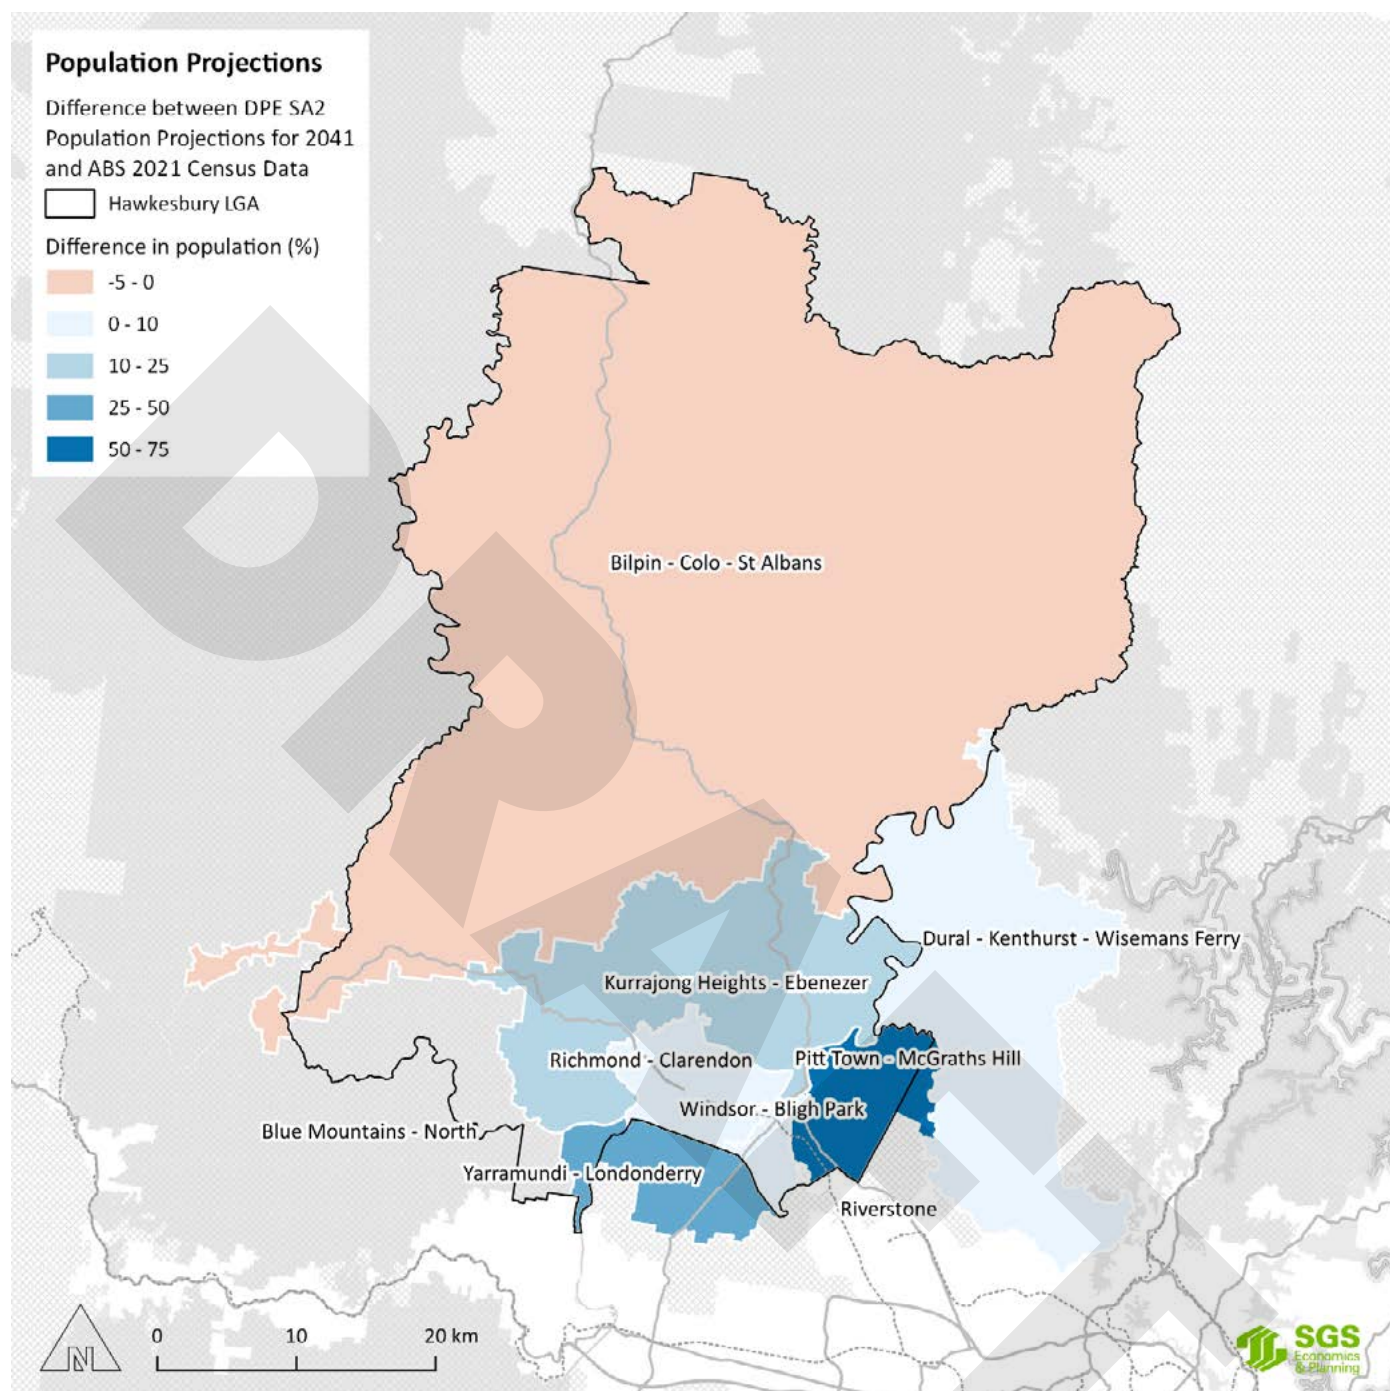 Population Projections
Difference between DPE SA2
Population Projections for 2041
and ABS 2021 Census Data
Hawkesbury LGA
Difference in population (%)
-5 - 0
0 - 10
10 - 25
25 - 50
50 - 75
Bilpin - Colo - St Albans
Dural - Kenthurst - Wisemans Ferry
Kurrajong Heights - Ebenezer
Richmond - Clarendon
Pitt Town - McGraths Hill
Windsor - Bligh Park
Blue Mountains - North
Yarramundi - Londonderry
Riverstone
DRAFT
N
0 10 20 km
SGS
Economics
& Planning